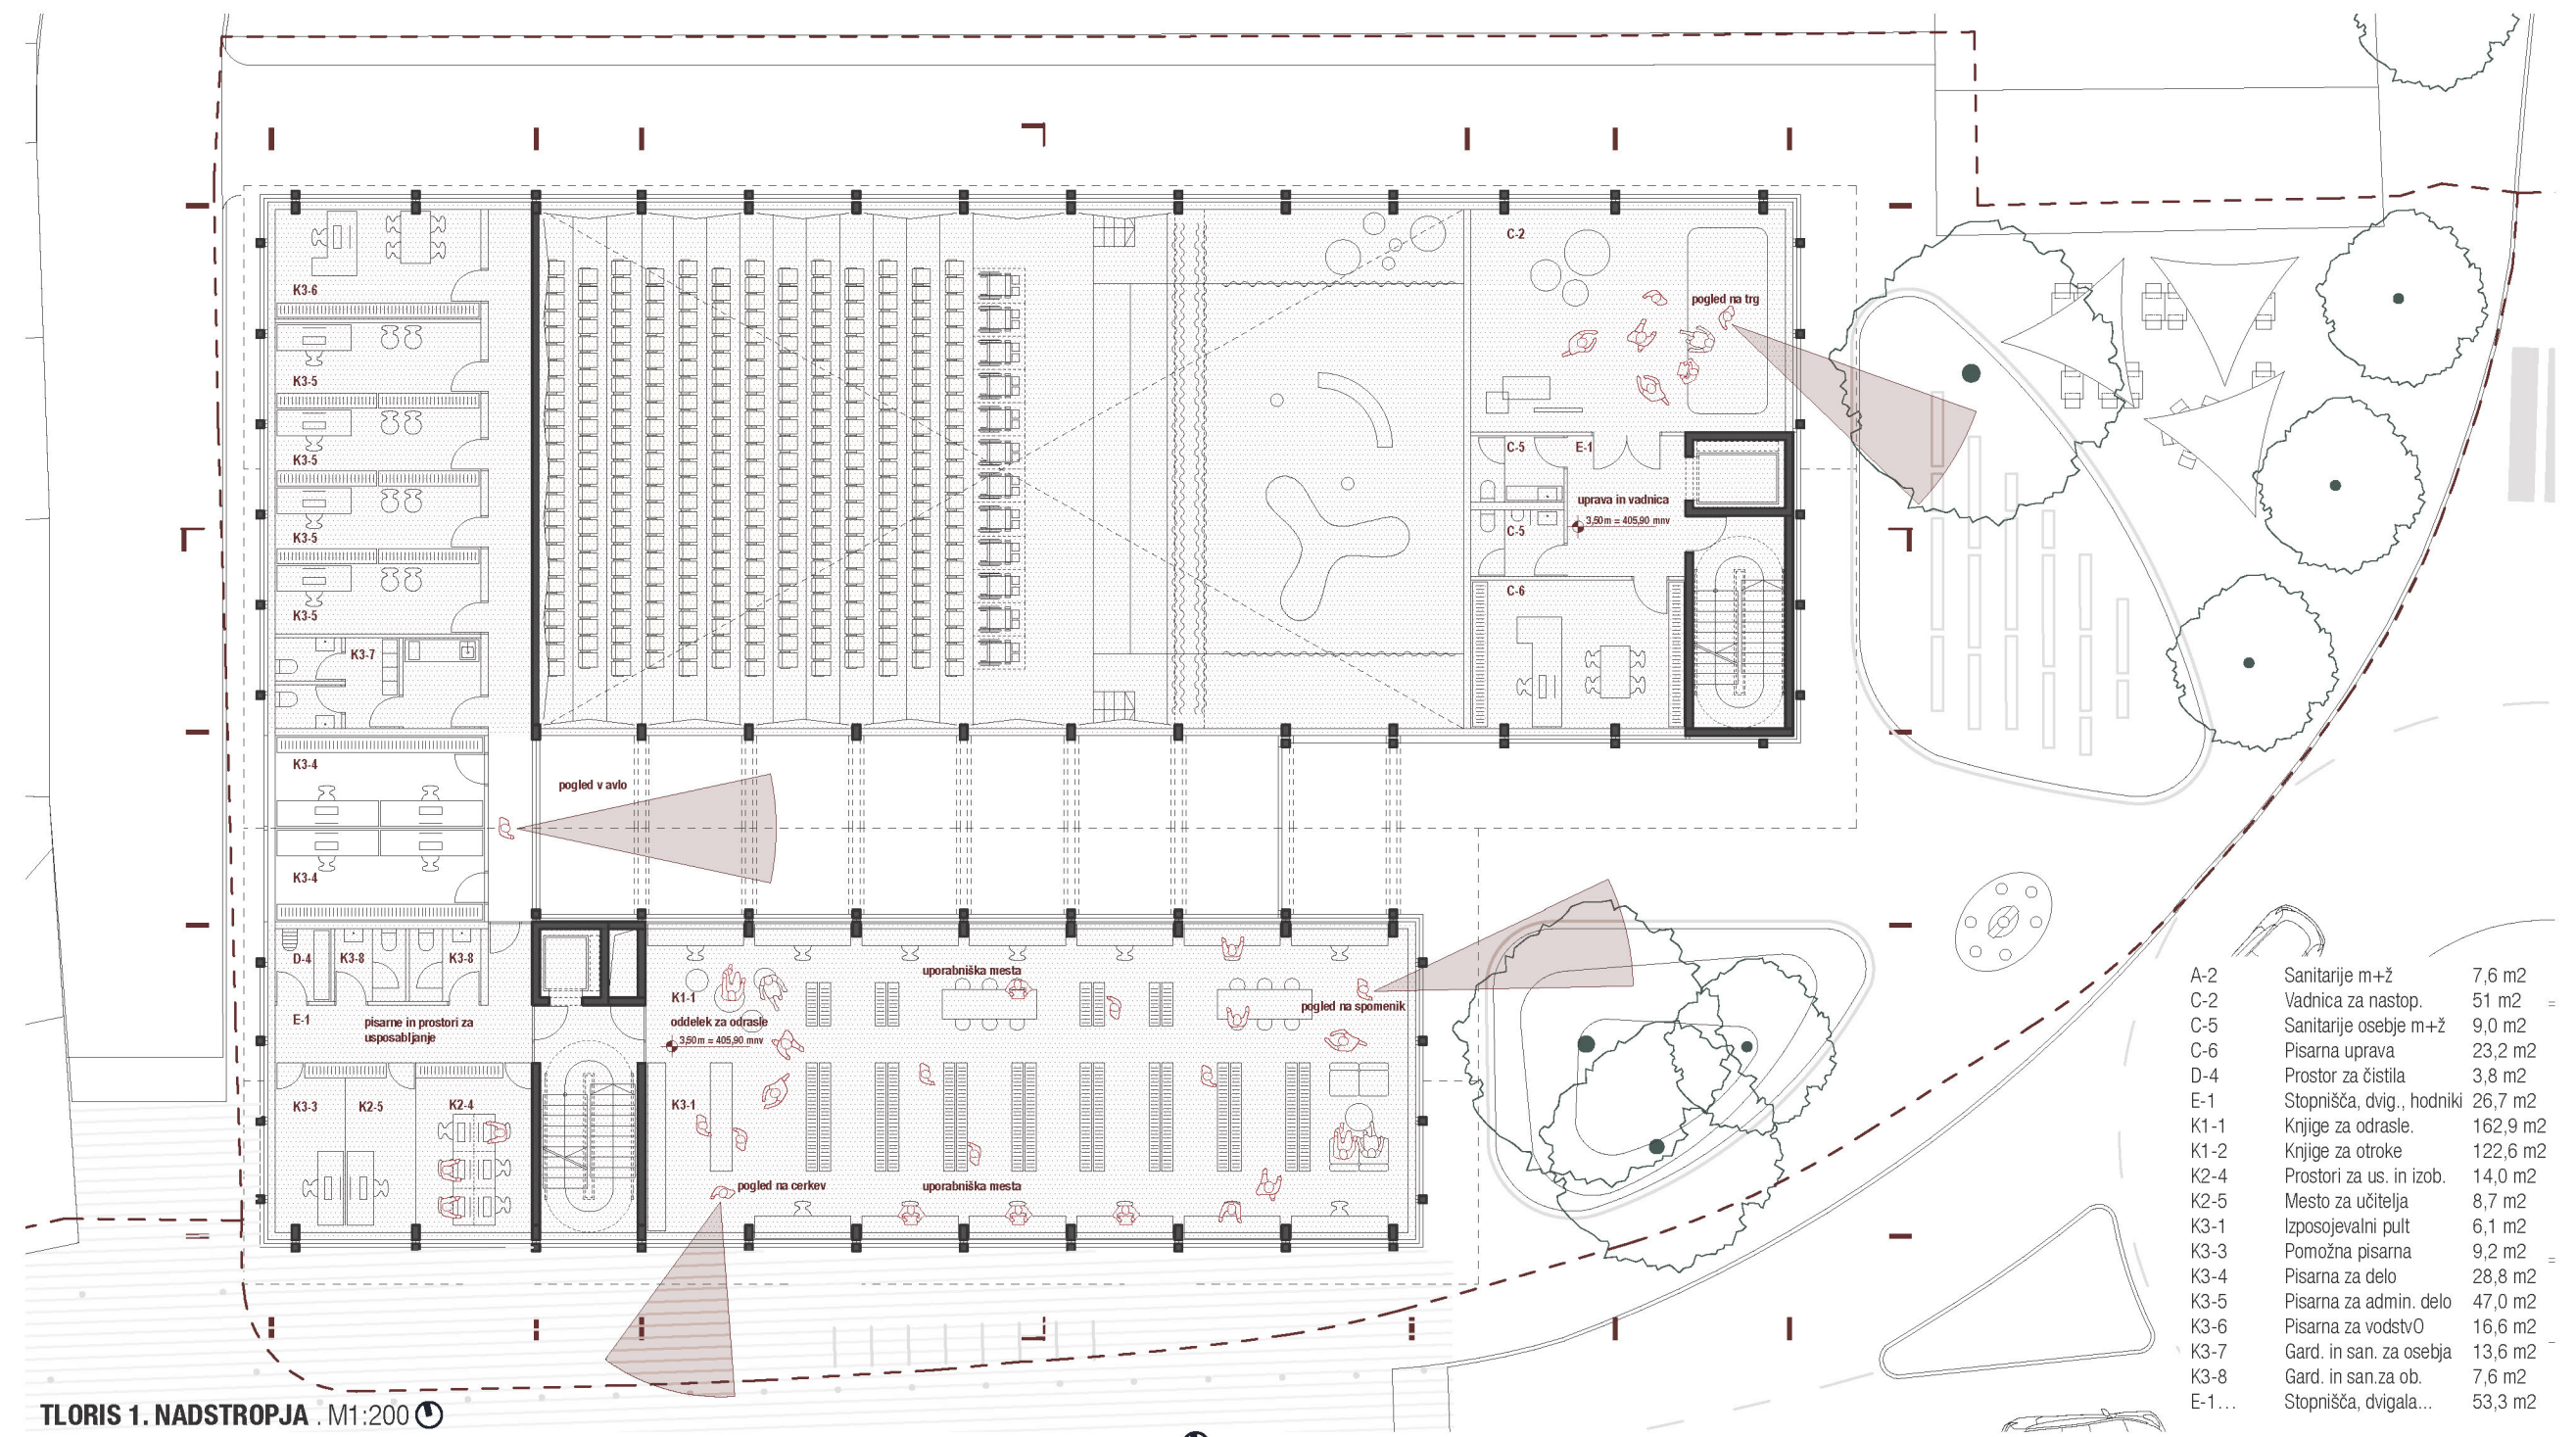 C-2
pogled na trg
K3-6
K3-5
K3-5
K3-5
K3-5
C-5
E-1
uprava in vadnica
3,50m = 405,90 mnv
C-5
C-6
K3-7
K3-4
pogled v avlo
K3-4
D-4
K3-8
K3-8
E-1
pisarne in prostori za
usposabljanje
K1-1
oddelek za odrasle
3,50m = 405,90 mnv
uporabniška mesta
pogled na spomenik
K3-3
K2-5
K2-4
K3-1
pogled na cerkev
uporabniška mesta
A-2 Sanitarije m+ž 7,6 m2
C-2 Vadnica za nastop. 51 m2
C-5 Sanitarije osebje m+ž 9,0 m2
C-6 Pisarna uprava 23,2 m2
D-4 Prostor za čistila 3,8 m2
E-1 Stopnišča, dvig., hodniki 26,7 m2
K1-1 Knjige za odrasle. 162,9 m2
K1-2 Knjige za otroke 122,6 m2
K2-4 Prostori za us. in izob. 14,0 m2
K2-5 Mesto za učitelja 8,7 m2
K3-1 Izposojevalni pult 6,1 m2
K3-3 Pomožna pisarna 9,2 m2
K3-4 Pisarna za delo 28,8 m2
K3-5 Pisarna za admin. delo 47,0 m2
K3-6 Pisarna za vodstvO 16,6 m2
K3-7 Gard. in san. za osebja 13,6 m2
K3-8 Gard. in san.za ob. 7,6 m2
E-1... Stopnišča, dvigala... 53,3 m2
TLORIS 1. NADSTROPJA . M1:200